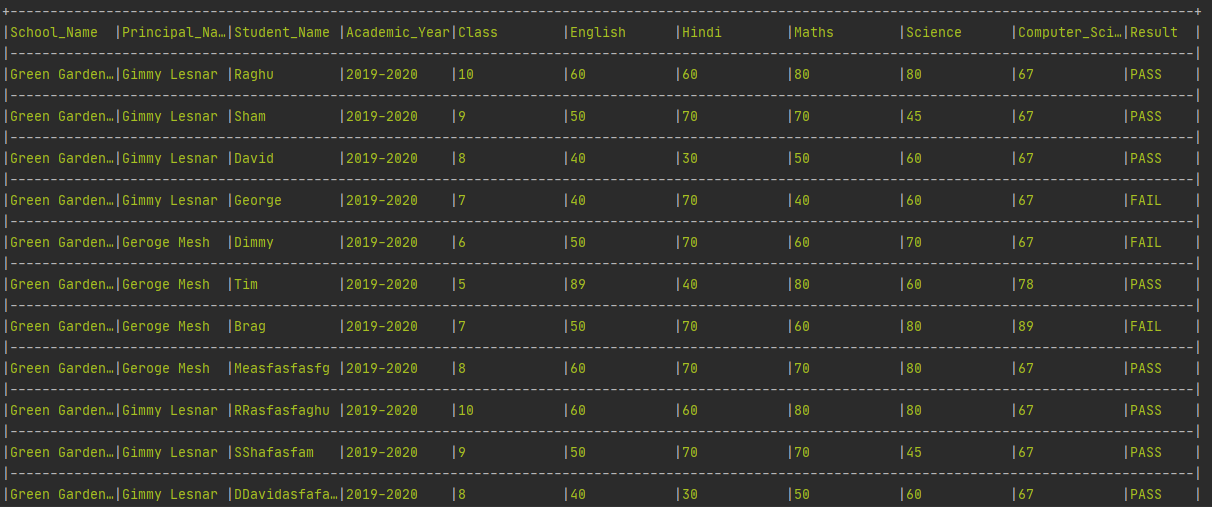 |School_Name |Principal_Na…|Student_Name |Academic_Year|Class |English |Hindi |Maths |Science |Computer_Sci…|Result |
|Green Garden…|Gimmy Lesnar |Raghu |2019-2020 |10 |60 |60 |80 |80 |67 |PASS |
|Green Garden…|Gimmy Lesnar |Sham |2019-2020 |9 |50 |70 |70 |45 |67 |PASS |
|Green Garden…|Gimmy Lesnar |David |2019-2020 |8 |40 |30 |50 |60 |67 |PASS |
|Green Garden…|Gimmy Lesnar |George |2019-2020 |7 |40 |70 |40 |60 |67 |FAIL |
|Green Garden…|Geroge Mesh |Dimmy |2019-2020 |6 |50 |70 |60 |70 |67 |FAIL |
|Green Garden…|Geroge Mesh |Tim |2019-2020 |5 |89 |40 |80 |60 |78 |PASS |
|Green Garden…|Geroge Mesh |Brag |2019-2020 |7 |50 |70 |60 |80 |89 |FAIL |
|Green Garden…|Geroge Mesh |Measfasfasfg |2019-2020 |8 |60 |70 |70 |80 |67 |PASS |
|Green Garden…|Gimmy Lesnar |RRasfasfaghu |2019-2020 |10 |60 |60 |80 |80 |67 |PASS |
|Green Garden…|Gimmy Lesnar |SShafasfam |2019-2020 |9 |50 |70 |70 |45 |67 |PASS |
|Green Garden…|Gimmy Lesnar |DDavidasfafa…|2019-2020 |8 |40 |30 |50 |60 |67 |PASS |